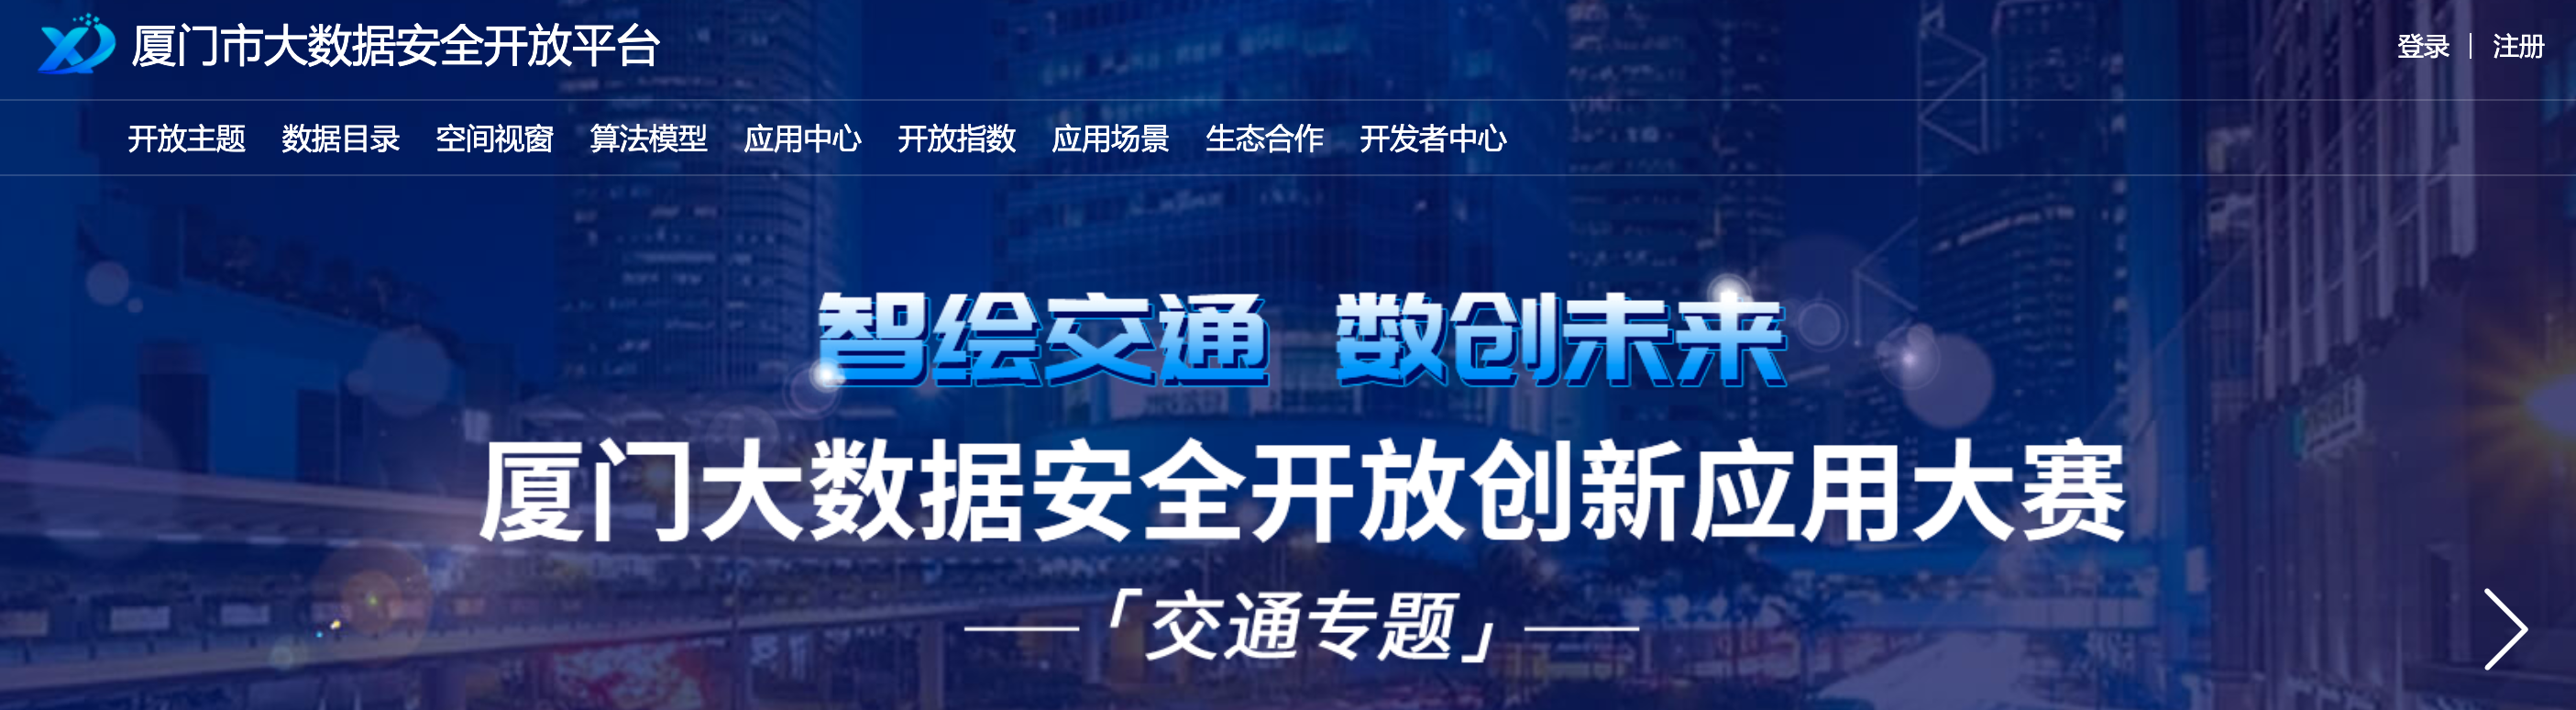 厦门市大数据安全开放平台
登录 | 注册
开放主题 数据目录 空间视窗 算法模型 应用中心 开放指数 应用场景 生态合作 开发者中心
智绘交通 数创未来
厦门大数据安全开放创新应用大赛
「交通专题」